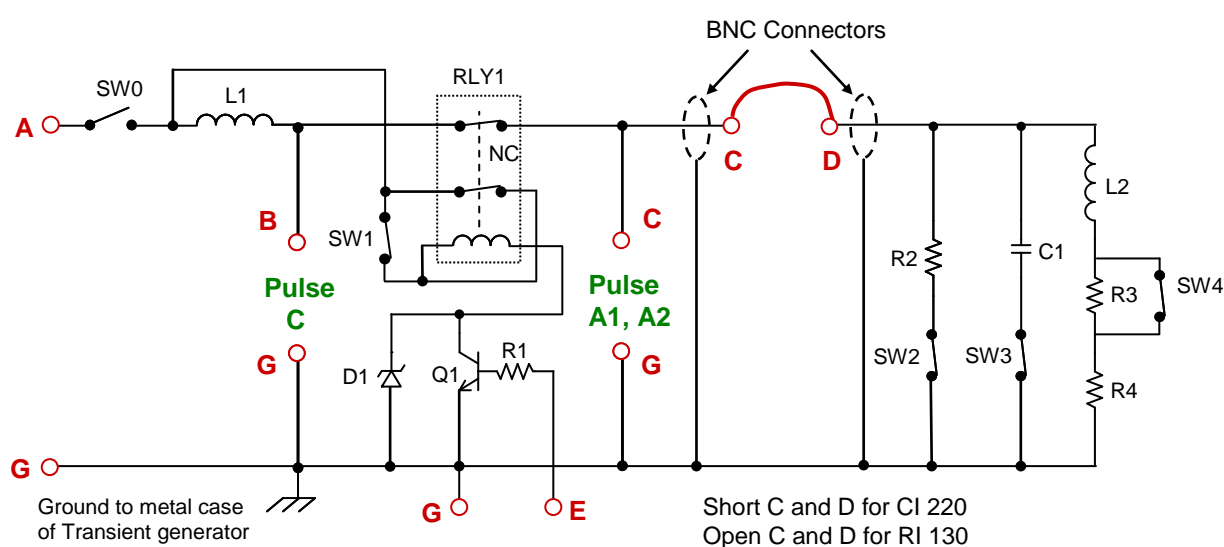 BNC Connectors
SW0
L1
RLY1
A
NC
C
D
L2
B
SW1
C
R2
C1
Pulse
C
Pulse
A1, A2
R3
SW4
G
D1
Q1
R1
G
SW2
SW3
R4
G
Ground to metal case
of Transient generator
G
E
Short C and D for CI 220
Open C and D for RI 130